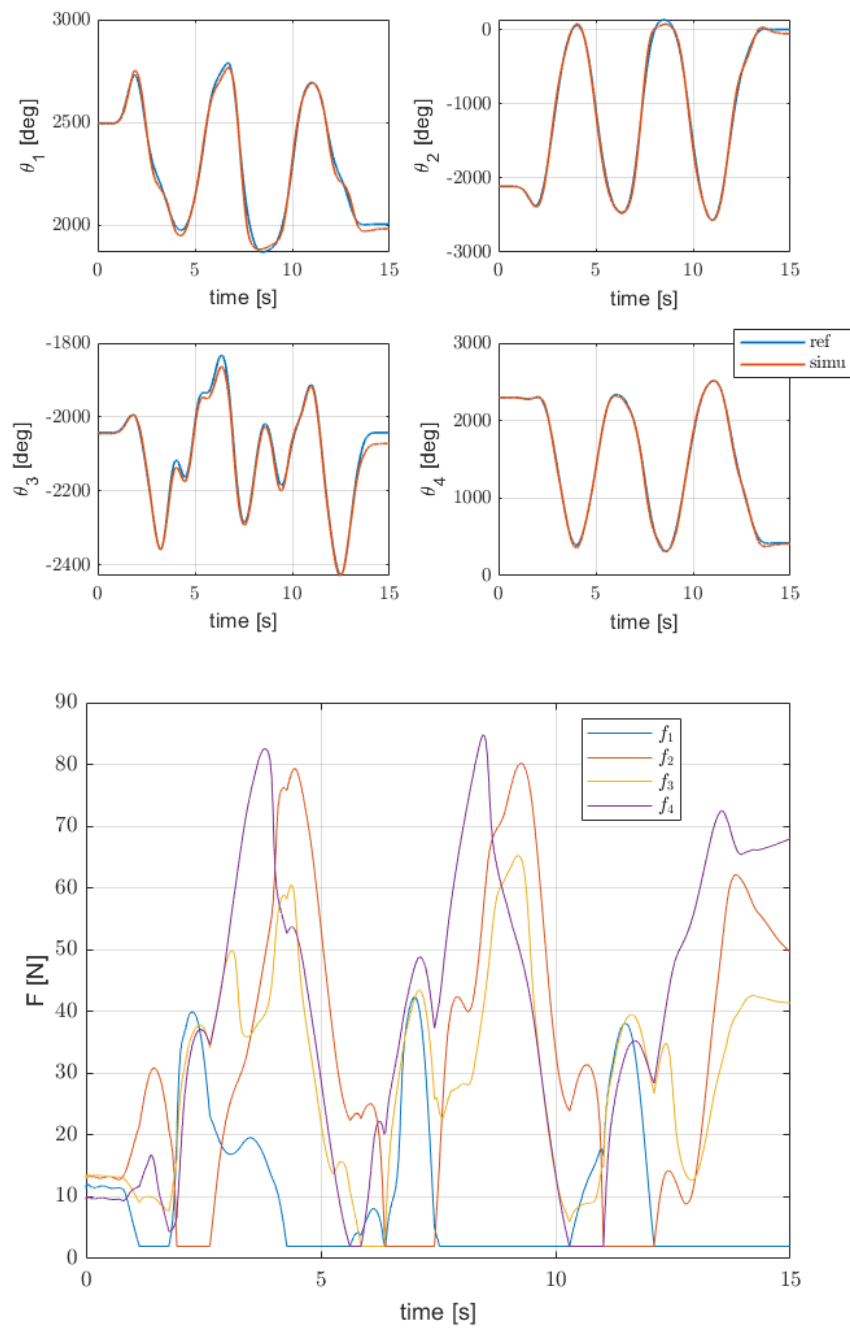 3000
2500
2000
θ1 [deg]
0 5 10 15
time [s]
0
-1000
-2000
-3000
θ2 [deg]
0 5 10 15
time [s]
-1800
-2000
-2200
-2400
θ3 [deg]
0 5 10 15
time [s]
3000
2000
1000
0
θ4 [deg]
0 5 10 15
time [s]
ref
simu
90
80
70
60
50
40
30
20
10
0
F [N]
f1
f2
f3
f4
0 5 10 15
time [s]